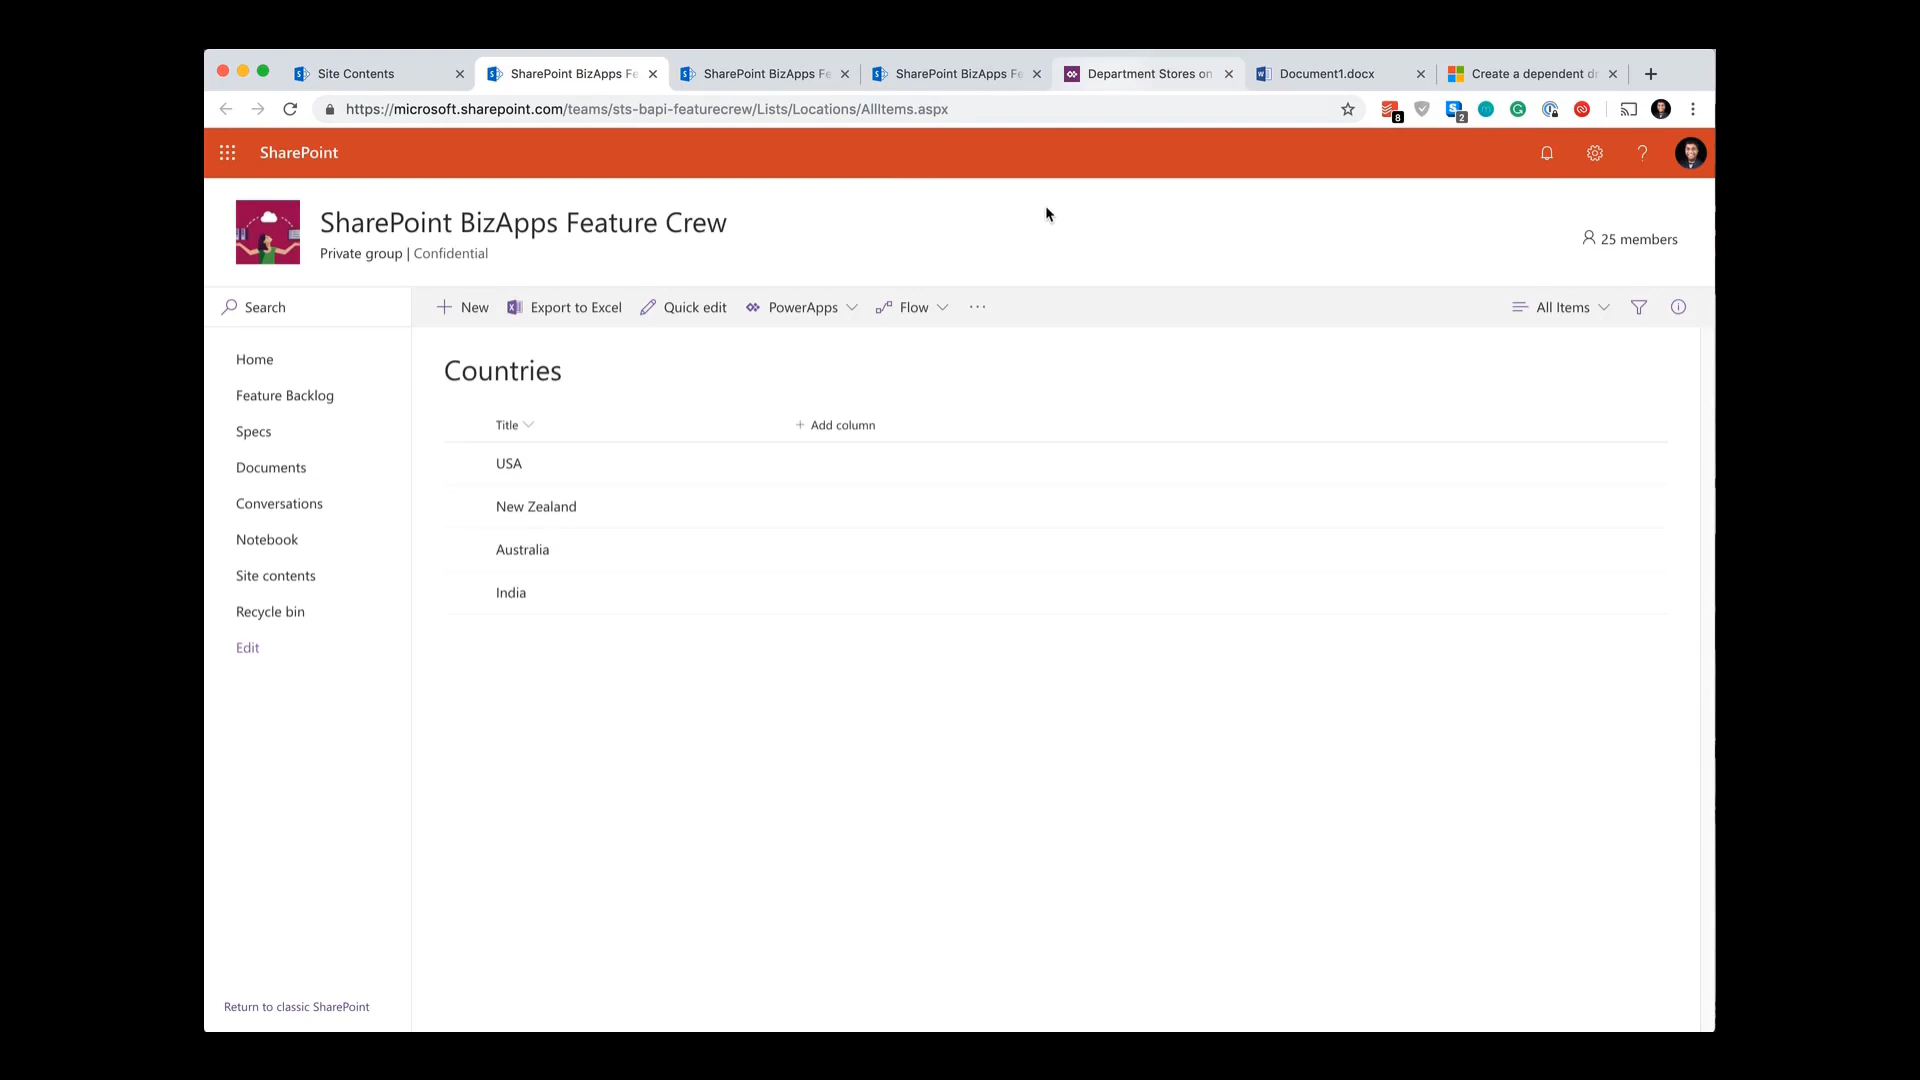 Site Contents
SharePoint BizApps Fe
SharePoint BizApps Fe
SharePoint BizApps Fe
Department Stores on
Document1.docx
Create a dependent dr
https://microsoft.sharepoint.com/teams/sts-bapi-featurecrew/Lists/Locations/AllItems.aspx
8
2
SharePoint
SharePoint BizApps Feature Crew
Private group | Confidential
25 members
Search
New
Export to Excel
Quick edit
PowerApps
Flow
All Items
Home
Feature Backlog
Specs
Documents
Conversations
Notebook
Site contents
Recycle bin
Edit
Return to classic SharePoint
Countries
Title
Add column
USA
New Zealand
Australia
India